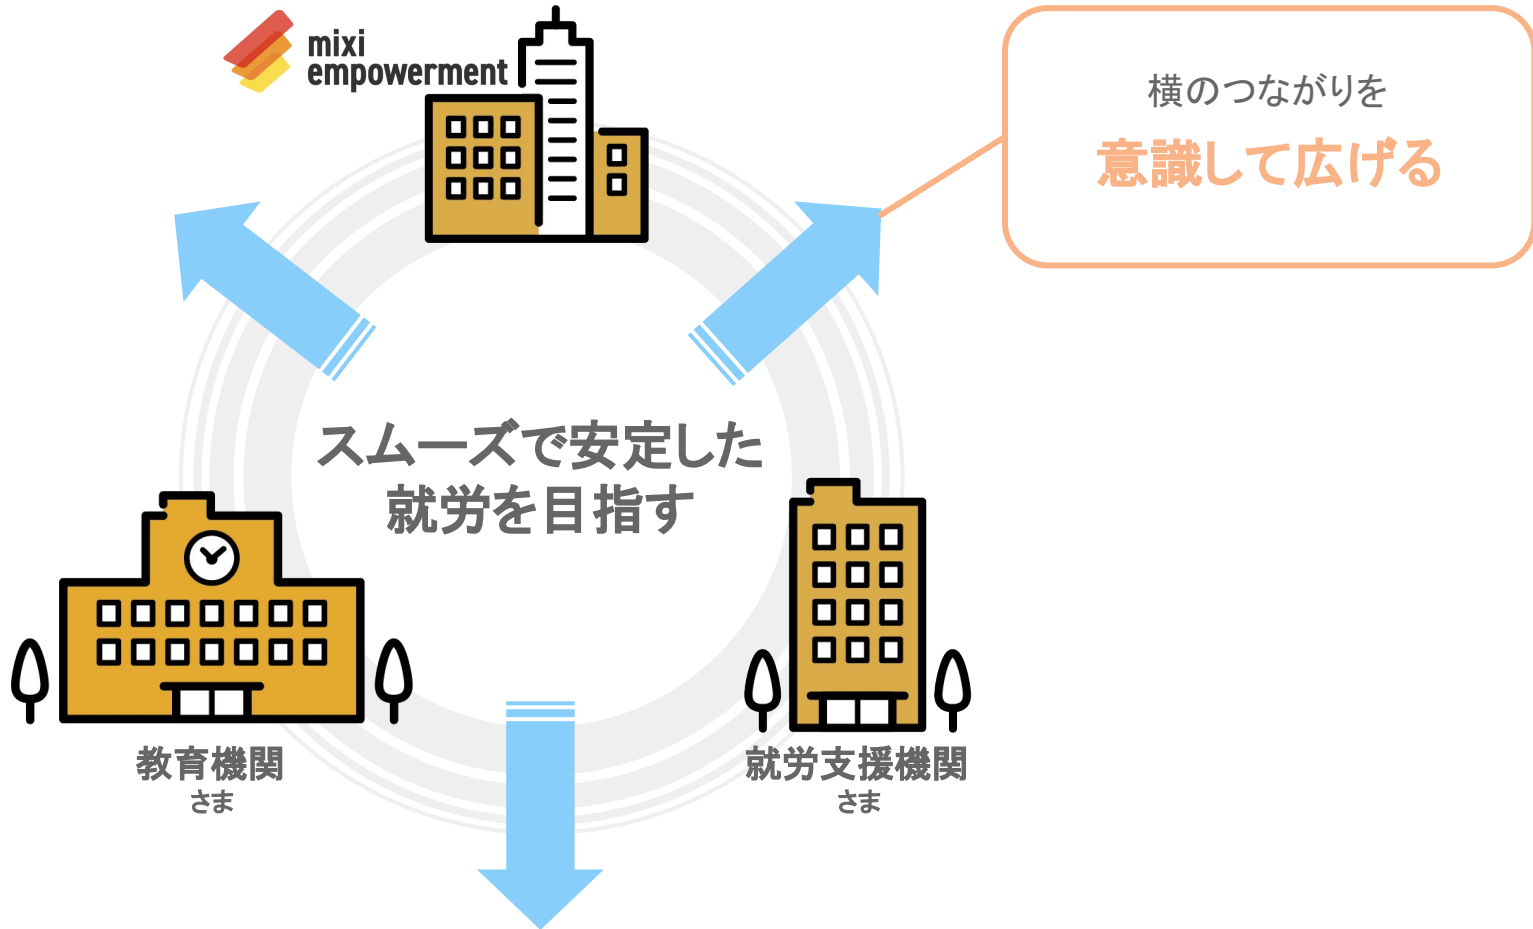 mixi
empowerment
横のつながりを
意識して広げる
スムーズで安定した
就労を目指す
教育機関
さま
就労支援機関
さま